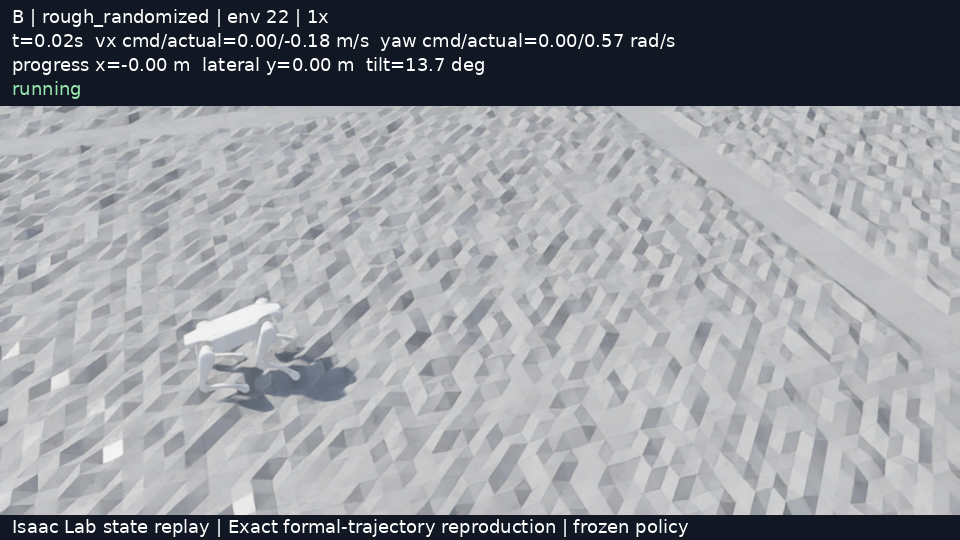 B | rough_randomized | env 22 | 1x
t=0.02s  vx cmd/actual=0.00/-0.18 m/s  yaw cmd/actual=0.00/0.57 rad/s
progress x=-0.00 m  lateral y=0.00 m  tilt=13.7 deg
running
Isaac Lab state replay | Exact formal-trajectory reproduction | frozen policy